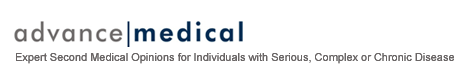 advance|medical
Expert Second Medical Opinions for Individuals with Serious, Complex or Chronic Disease